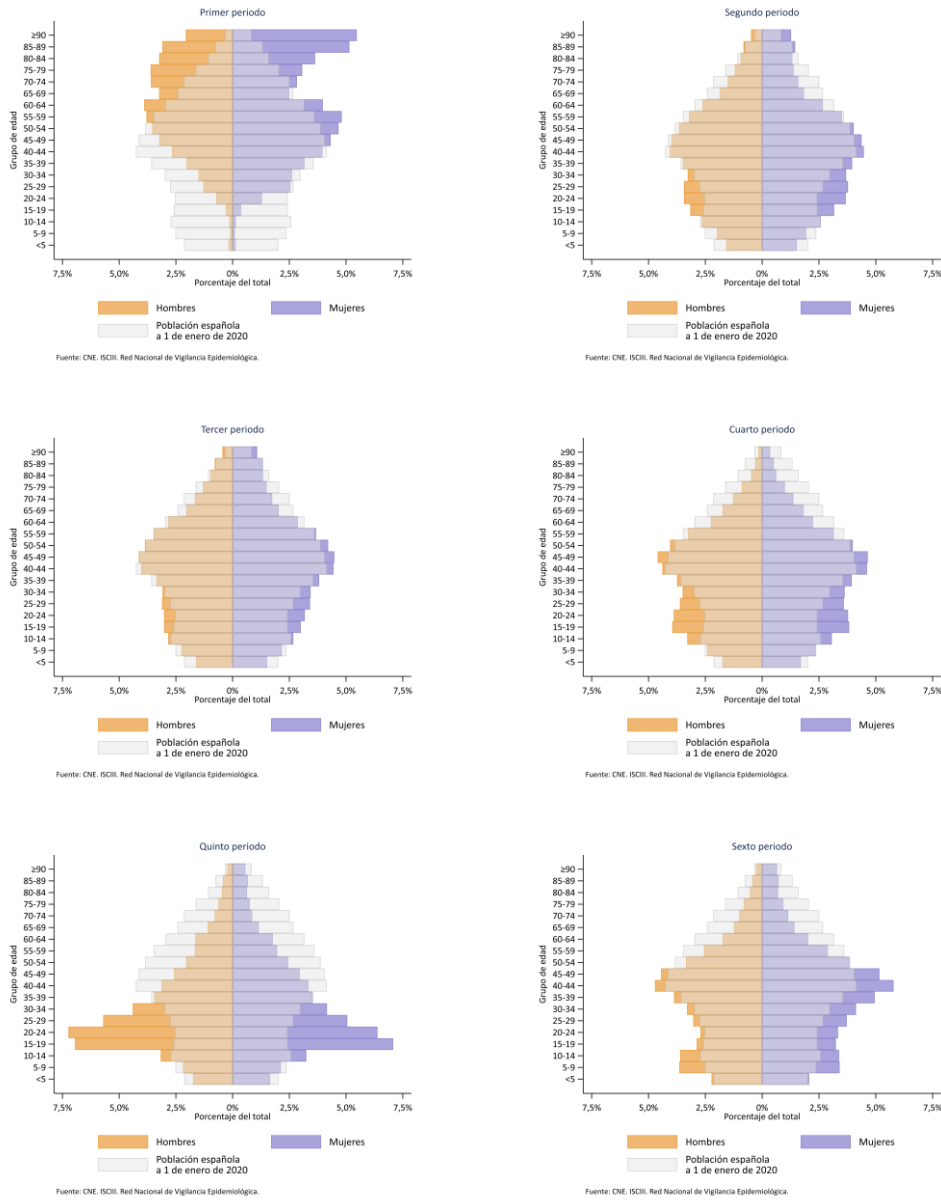 Primer periodo
Grupo de edad
≥90
85-89
80-84
75-79
70-74
65-69
60-64
55-59
50-54
45-49
40-44
35-39
30-34
25-29
20-24
15-19
10-14
5-9
<5
7,5% 5,0% 2,5% 0% 2,5% 5,0% 7,5%
Porcentaje del total
Hombres Mujeres
Población española
a 1 de enero de 2020
Fuente: CNE. ISCIII. Red Nacional de Vigilancia Epidemiológica.
Segundo periodo
Grupo de edad
≥90
85-89
80-84
75-79
70-74
65-69
60-64
55-59
50-54
45-49
40-44
35-39
30-34
25-29
20-24
15-19
10-14
5-9
<5
7,5% 5,0% 2,5% 0% 2,5% 5,0% 7,5%
Porcentaje del total
Hombres Mujeres
Población española
a 1 de enero de 2020
Fuente: CNE. ISCIII. Red Nacional de Vigilancia Epidemiológica.
Tercer periodo
Grupo de edad
≥90
85-89
80-84
75-79
70-74
65-69
60-64
55-59
50-54
45-49
40-44
35-39
30-34
25-29
20-24
15-19
10-14
5-9
<5
7,5% 5,0% 2,5% 0% 2,5% 5,0% 7,5%
Porcentaje del total
Hombres Mujeres
Población española
a 1 de enero de 2020
Fuente: CNE. ISCIII. Red Nacional de Vigilancia Epidemiológica.
Cuarto periodo
Grupo de edad
≥90
85-89
80-84
75-79
70-74
65-69
60-64
55-59
50-54
45-49
40-44
35-39
30-34
25-29
20-24
15-19
10-14
5-9
<5
7,5% 5,0% 2,5% 0% 2,5% 5,0% 7,5%
Porcentaje del total
Hombres Mujeres
Población española
a 1 de enero de 2020
Fuente: CNE. ISCIII. Red Nacional de Vigilancia Epidemiológica.
Quinto periodo
Grupo de edad
≥90
85-89
80-84
75-79
70-74
65-69
60-64
55-59
50-54
45-49
40-44
35-39
30-34
25-29
20-24
15-19
10-14
5-9
<5
7,5% 5,0% 2,5% 0% 2,5% 5,0% 7,5%
Porcentaje del total
Hombres Mujeres
Población española
a 1 de enero de 2020
Fuente: CNE. ISCIII. Red Nacional de Vigilancia Epidemiológica.
Sexto periodo
Grupo de edad
≥90
85-89
80-84
75-79
70-74
65-69
60-64
55-59
50-54
45-49
40-44
35-39
30-34
25-29
20-24
15-19
10-14
5-9
<5
7,5% 5,0% 2,5% 0% 2,5% 5,0% 7,5%
Porcentaje del total
Hombres Mujeres
Población española
a 1 de enero de 2020
Fuente: CNE. ISCIII. Red Nacional de Vigilancia Epidemiológica.